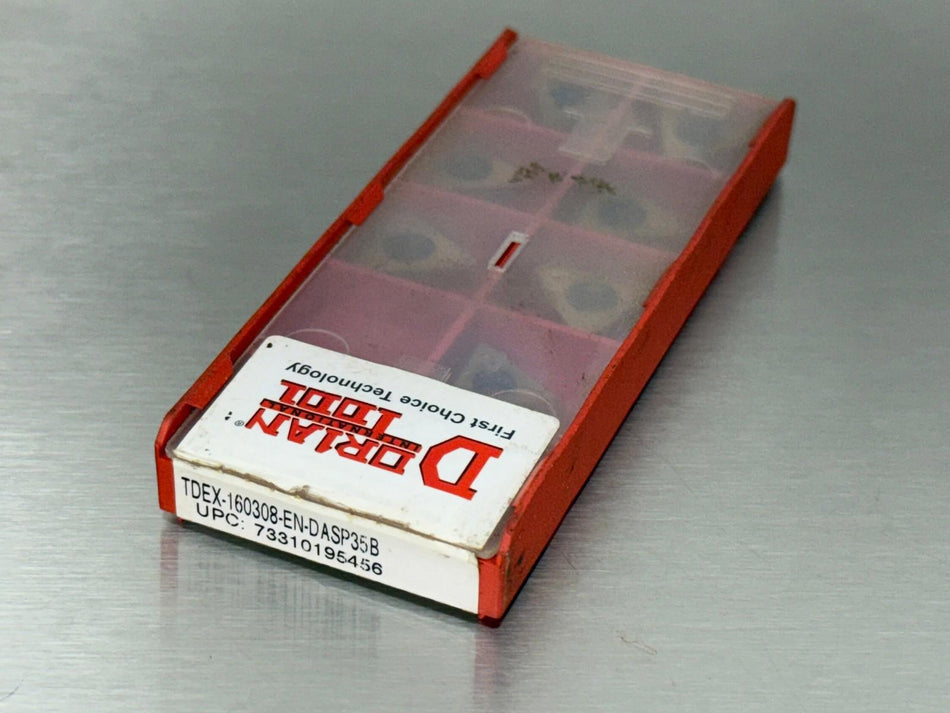 First Choice Technology
DORIAN®
INTERNATIONAL
TOOL
TDEX-160308-EN-DASP35B
UPC: 73310195456